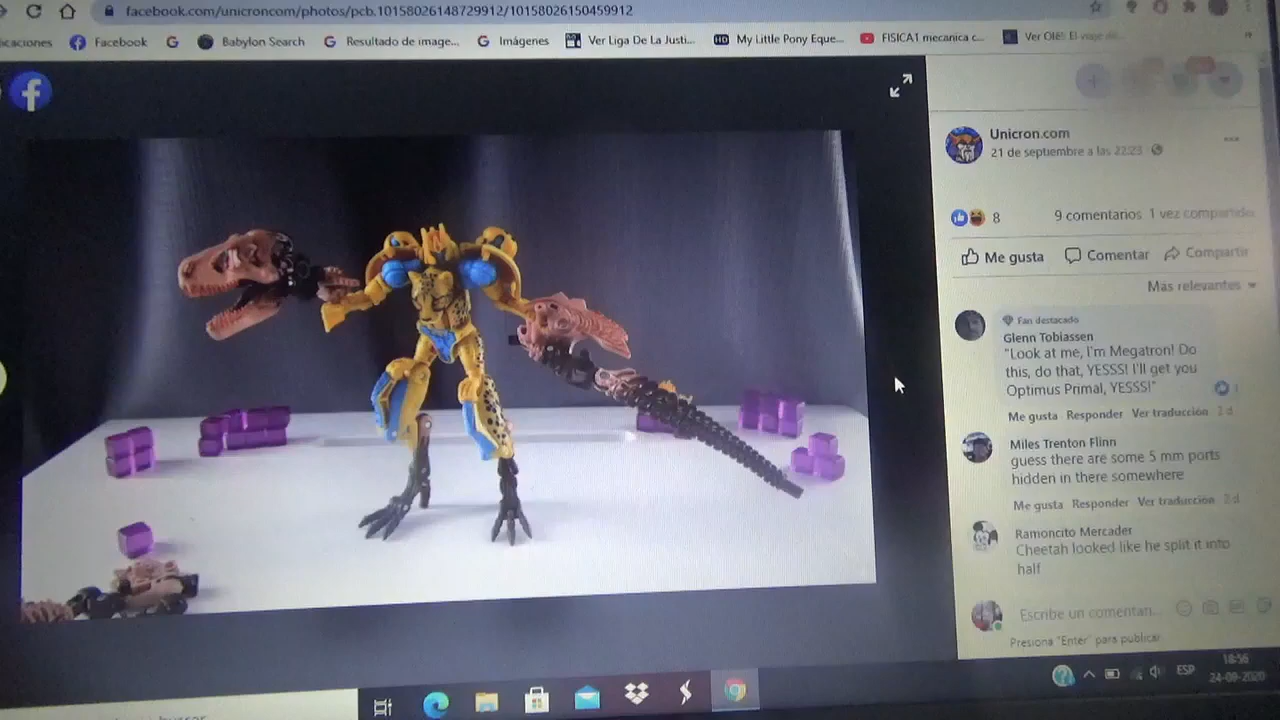 facebook.com/unicroncom/photos/pcb.10158026148729912/10158026150459912
Facebook
Babylon Search
Resultado de image...
Imágenes
Ver Liga De La Justi...
HD
My Little Pony Eque...
FISICA1 mecanica c...
Unicron.com
21 de septiembre a las 22:23
8
9 comentarios 1 vez compartido
Me gusta
Comentar
Compartir
Más relevantes
Fan destacado
Glenn Tobiassen
"Look at me, I'm Megatron! Do
this, do that, YESSS! I'll get you
Optimus Primal, YESSS!"
Me gusta Responder Ver traducción 2 d
Miles Trenton Flinn
guess there are some 5 mm ports
hidden in there somewhere
Me gusta Responder Ver traducción 2 d
Ramoncito Mercader
Cheetah looked like he split it into
half
Escribe un comentan...
Presiona "Enter" para publicar.
ESP
18:56
24-09-2020